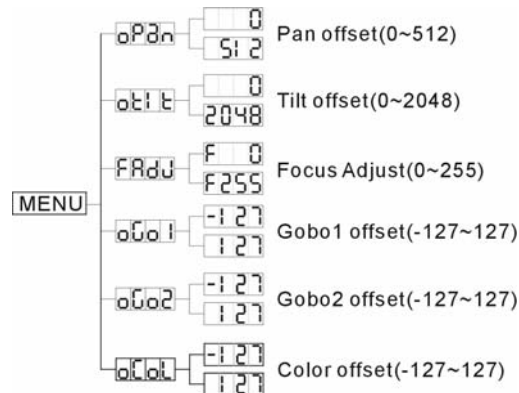 oPan
0
512
Pan offset(0~512)
otlt
0
2048
Tilt offset(0~2048)
FAdJ
F 0
F255
Focus Adjust(0~255)
MENU
oGo1
-127
127
Gobo1 offset(-127~127)
oGo2
-127
127
Gobo2 offset(-127~127)
oCoL
-127
127
Color offset(-127~127)